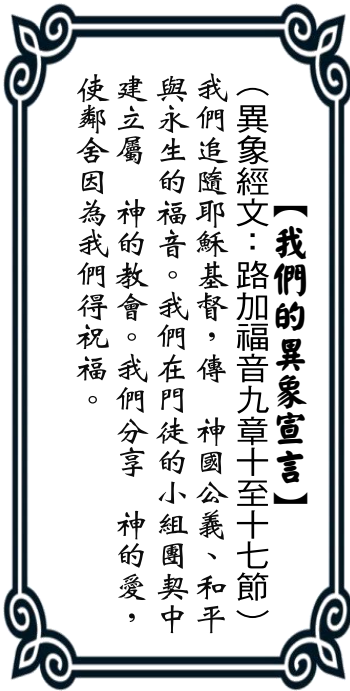 【我們的異象宣言】
（異象經文：路加福音九章十至十七節）
我們追隨耶穌基督，傳　神國公義、和平
與永生的福音。我們在門徒的小組團契中
建立屬　神的教會。我們分享　神的愛，
使鄰舍因為我們得祝福。